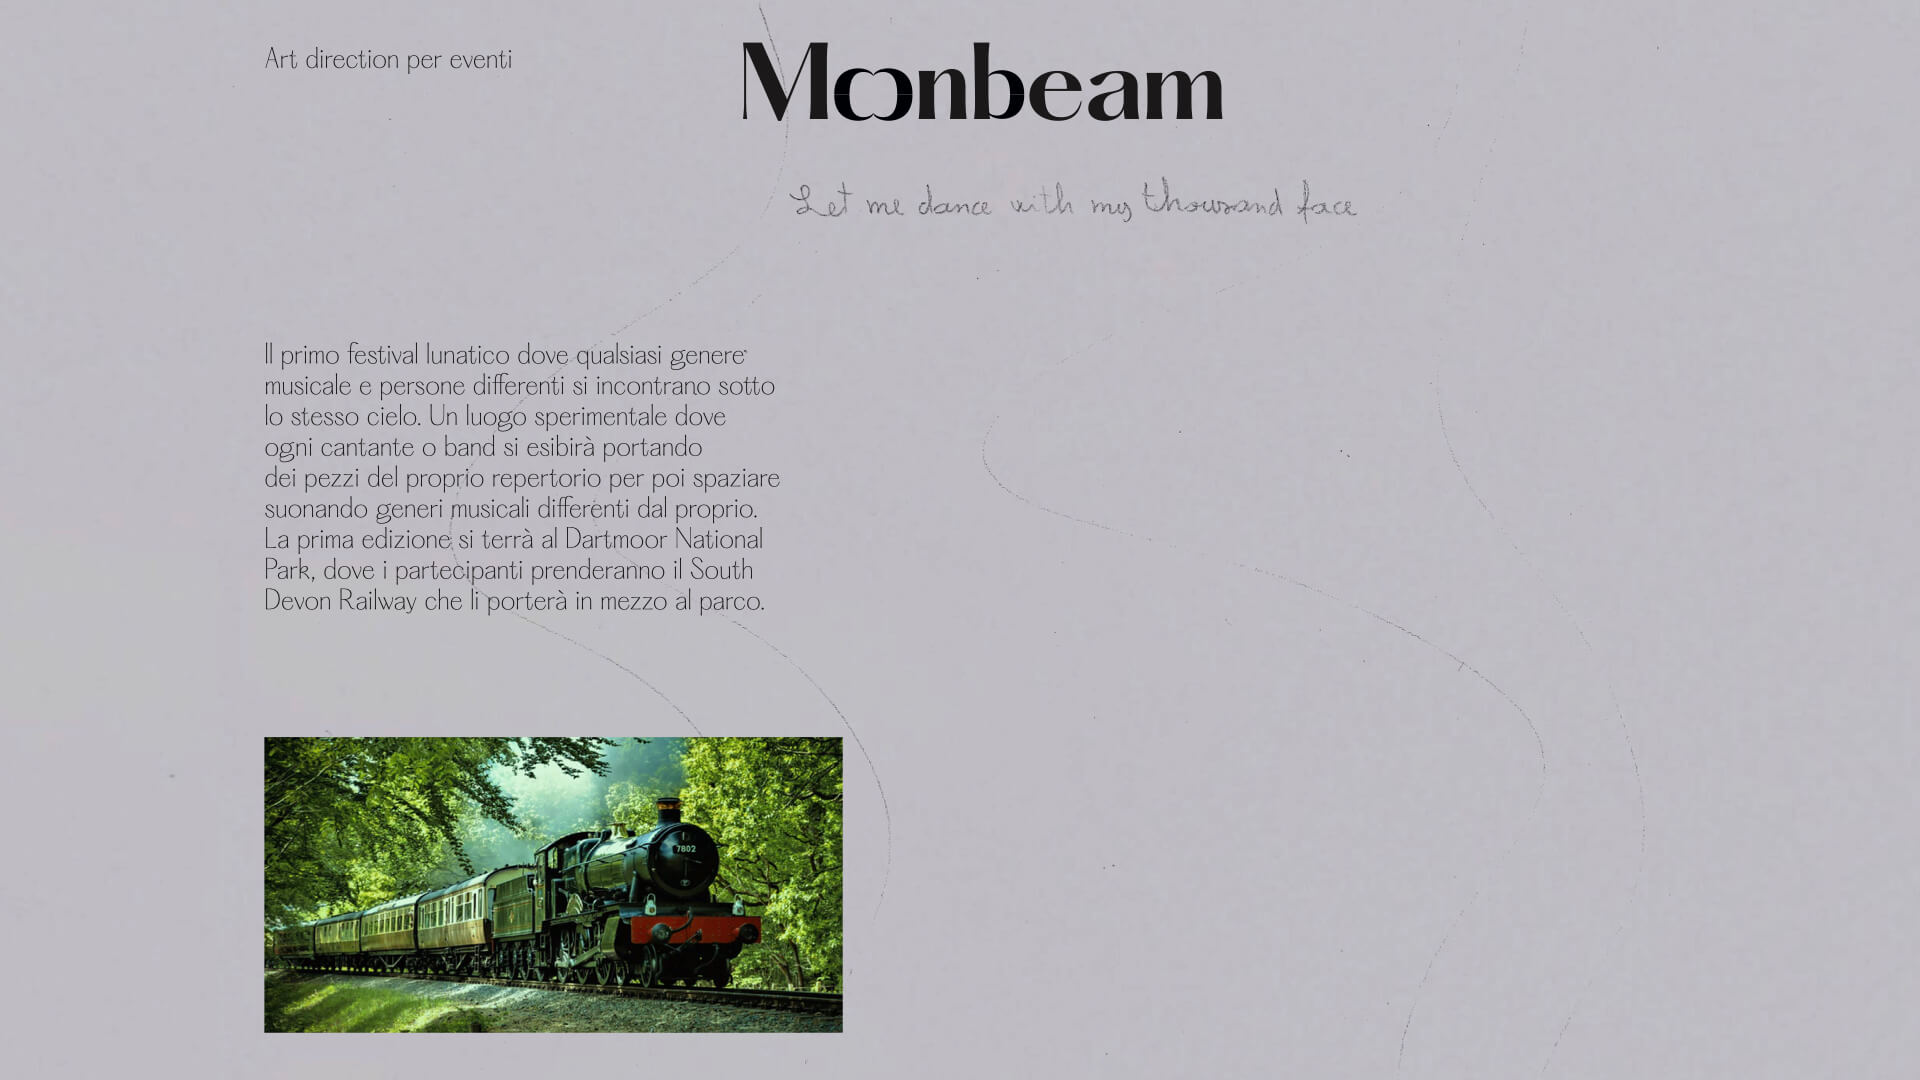 Art direction per eventi
Moonbeam
Let me dance with my thousand face
Il primo festival lunatico dove qualsiasi genere
musicale e persone differenti si incontrano sotto
lo stesso cielo. Un luogo sperimentale dove
ogni cantante o band si esibirà portando
dei pezzi del proprio repertorio per poi spaziare
suonando generi musicali differenti dal proprio.
La prima edizione si terrà al Dartmoor National
Park, dove i partecipanti prenderanno il South
Devon Railway che li porterà in mezzo al parco.
7802